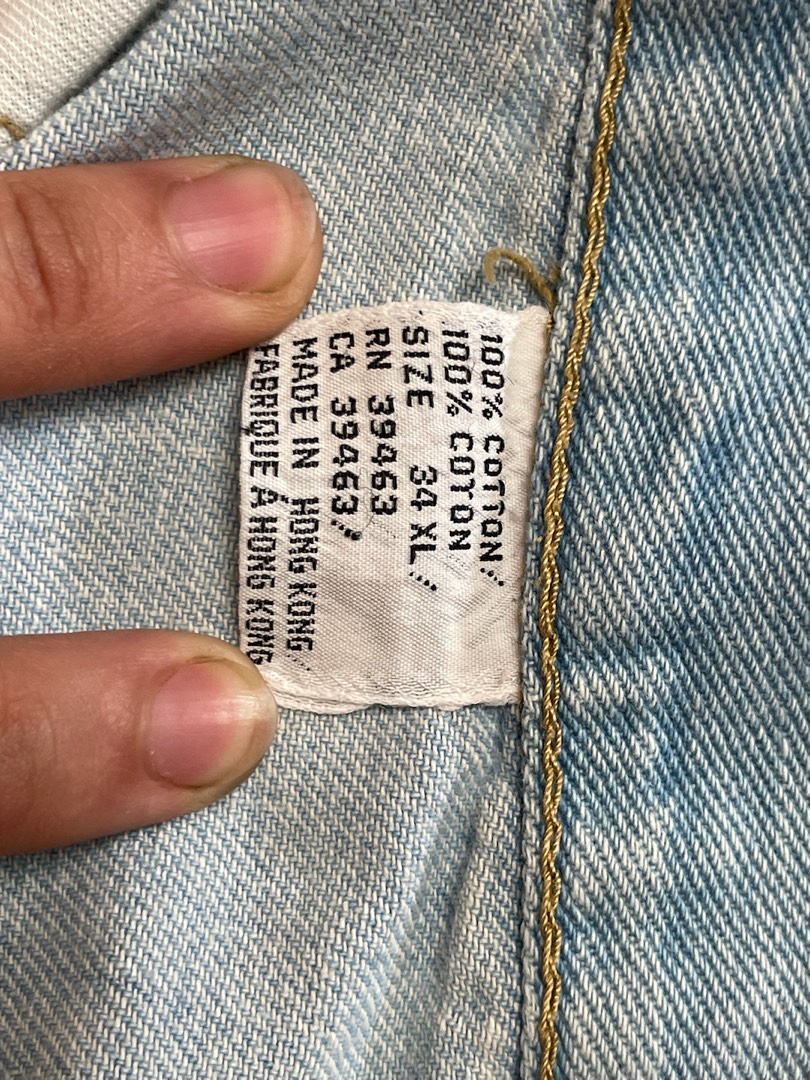 100% COTTON
100% COTON
SIZE 34 XL
RN 39463
CA 39463
MADE IN HONG KONG
FABRIQUE Á HONG KONG